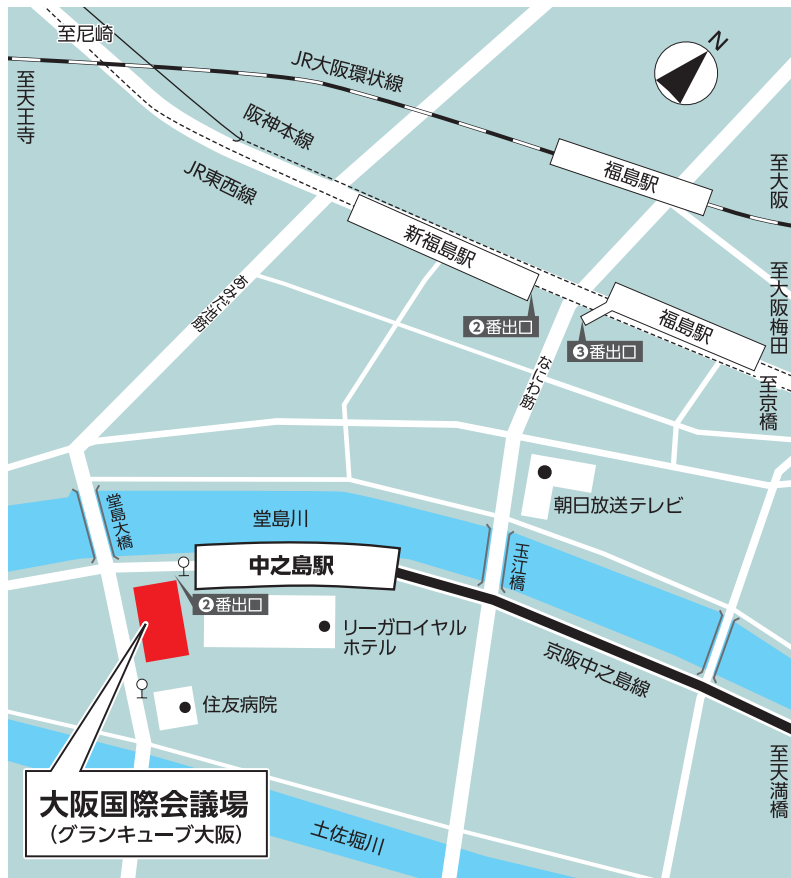 至尼崎
N
JR大阪環状線
至天王寺
阪神本線
JR東西線
福島駅
至大阪
新福島駅
至大阪梅田
あみだ池筋
❷番出口
福島駅
❸番出口
なにわ筋
至京橋
朝日放送テレビ
堂島大橋
堂島川
玉江橋
中之島駅
❷番出口
リーガロイヤル
ホテル
京阪中之島線
住友病院
至天満橋
大阪国際会議場
（グランキューブ大阪）
土佐堀川